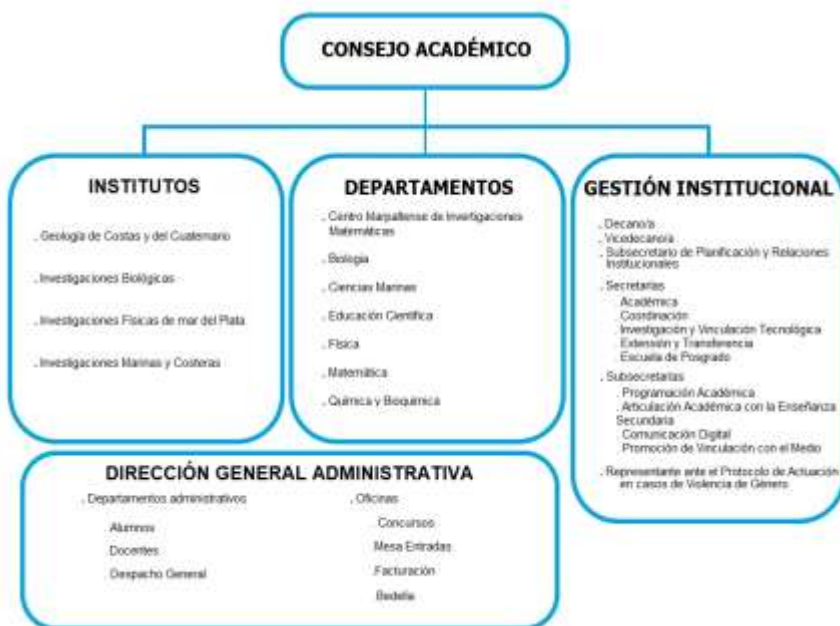 CONSEJO ACADÉMICO
INSTITUTOS
. Geología de Costas y del Cuaternario
. Investigaciones Biológicas
. Investigaciones Físicas de mar del Plata
. Investigaciones Marinas y Costeras
DEPARTAMENTOS
. Centro Marplatense de Investigaciones
Matemáticas
. Biología
. Ciencias Marinas
. Educación Científica
. Física
. Matemática
. Química y Bioquímica
GESTIÓN INSTITUCIONAL
. Decano/a
. Vicedecano/a
. Subsecretario de Planificación y Relaciones
Institucionales
. Secretarias
Académica
Coordinación
. Investigación y Vinculación Tecnológica
. Extensión y Transferencia
. Escuela de Posgrado
. Subsecretarias
. Programación Académica
. Articulación Académica con la Enseñanza
Secundaria
. Comunicación Digital
. Promoción de Vinculación con el Medio
. Representante ante el Protocolo de Actuación
en casos de Violencia de Género
DIRECCIÓN GENERAL ADMINISTRATIVA
. Departamentos administrativos
Alumnos
Docentes
Despacho General
. Oficinas
Concursos
Mesa Entradas
Facturación
Bedelía